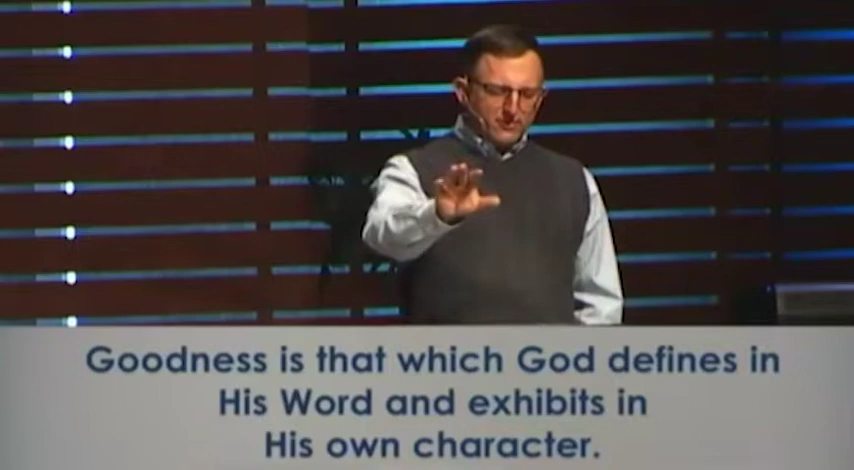 Goodness is that which God defines in
His Word and exhibits in
His own character.